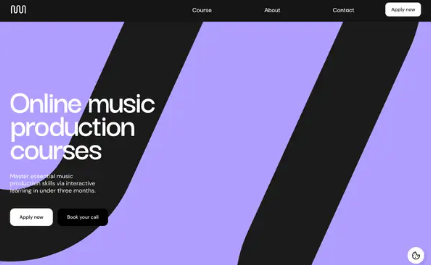 Course
About
Contact
Apply now
Online music
production
courses
Master essential music
production skills via interactive
learning in under three months.
Apply now
Book your call